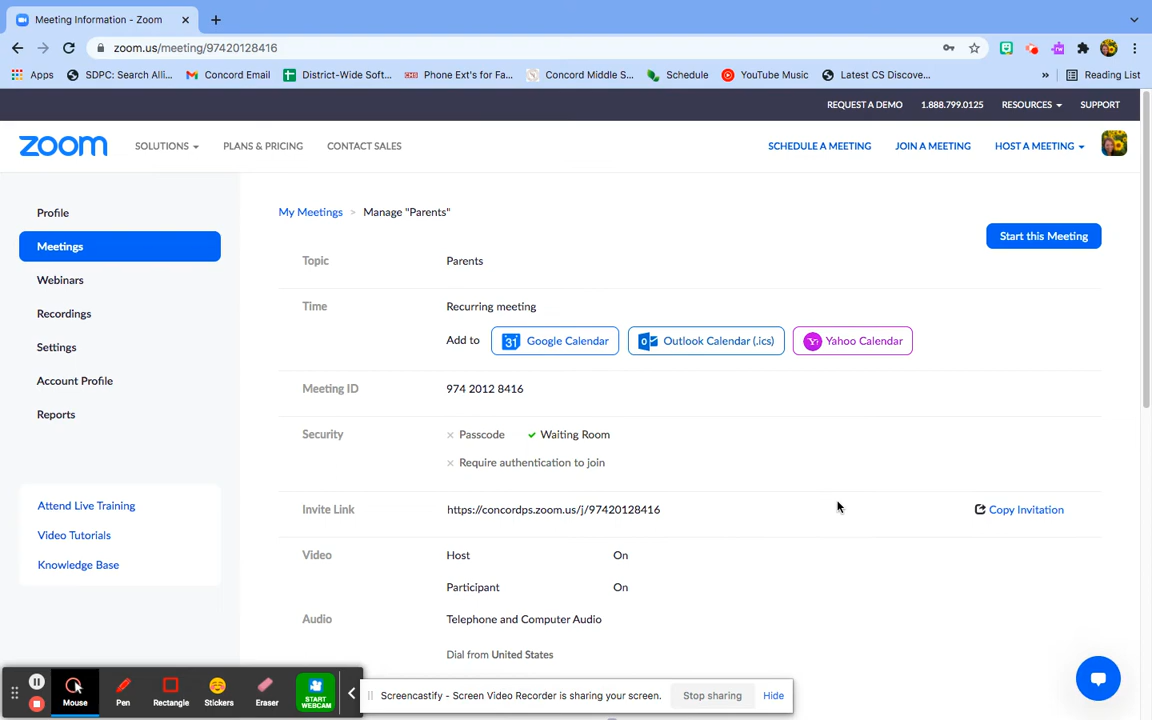 Meeting Information - Zoom
zoom.us/meeting/97420128416
Apps SDPC: Search Alli... Concord Email District-Wide Soft... Phone Ext's for Fa... Concord Middle S... Schedule YouTube Music Latest CS Discove... » Reading List
REQUEST A DEMO 1.888.799.0125 RESOURCES SUPPORT
zoom SOLUTIONS PLANS & PRICING CONTACT SALES SCHEDULE A MEETING JOIN A MEETING HOST A MEETING
Profile
Meetings
Webinars
Recordings
Settings
Account Profile
Reports
Attend Live Training
Video Tutorials
Knowledge Base
My Meetings > Manage "Parents"
Start this Meeting
Topic Parents
Time Recurring meeting
Add to 31 Google Calendar Outlook Calendar (.ics) Yahoo Calendar
Meeting ID 974 2012 8416
Security Passcode Waiting Room
Require authentication to join
Invite Link https://concordps.zoom.us/j/97420128416 Copy Invitation
Video Host On
Participant On
Audio Telephone and Computer Audio
Dial from United States
Mouse Pen Rectangle Stickers Eraser START WEBCAM
Screencastify - Screen Video Recorder is sharing your screen. Stop sharing Hide